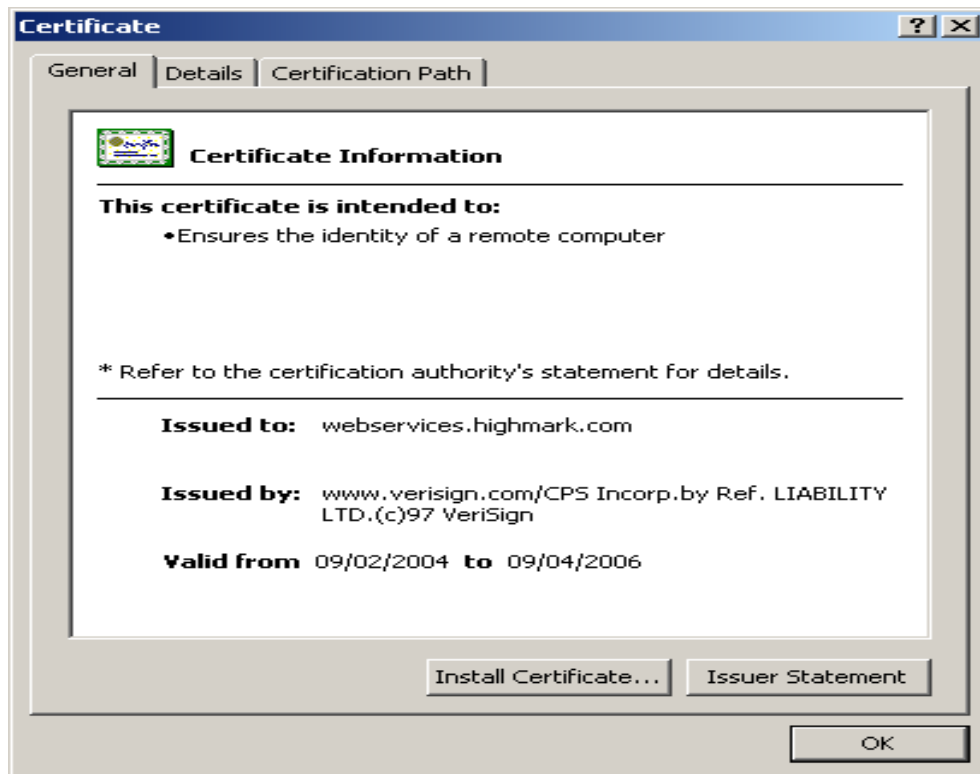 Certificate
General Details Certification Path
Certificate Information
This certificate is intended to:
•Ensures the identity of a remote computer
* Refer to the certification authority's statement for details.
Issued to: webservices.highmark.com
Issued by: www.verisign.com/CPS Incorp.by Ref. LIABILITY
LTD.(c)97 VeriSign
Valid from 09/02/2004 to 09/04/2006
Install Certificate... Issuer Statement
OK